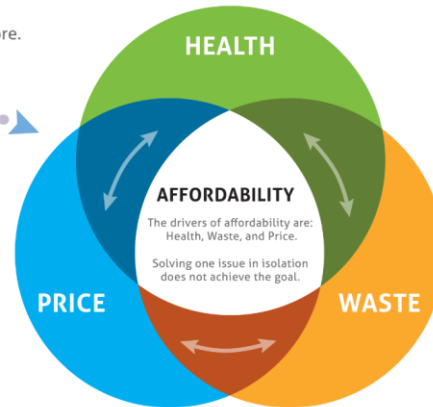 HEALTH
AFFORDABILITY
The drivers of affordability are:
Health, Waste, and Price.
Solving one issue in isolation
does not achieve the goal.
PRICE
WASTE